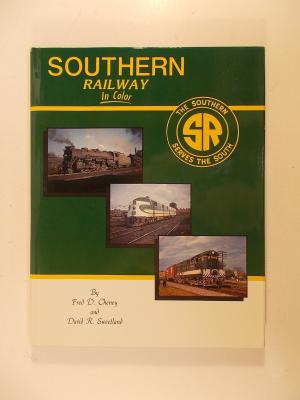 SOUTHERN
RAILWAY
In Color
THE SOUTHERN
SR
SERVES THE SOUTH
By
Fred D. Cheney
and
David R. Sweetland